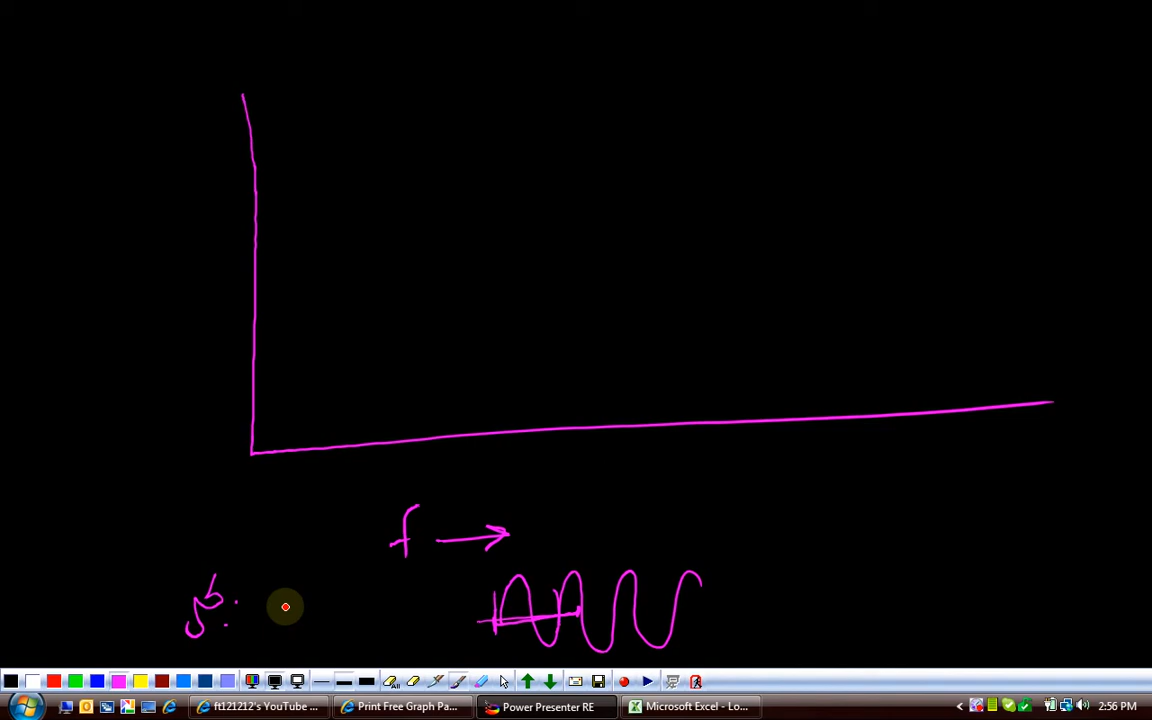 f →
ft121212's YouTube ...
Print Free Graph Pa...
Power Presenter RE
Microsoft Excel - Lo...
2:56 PM